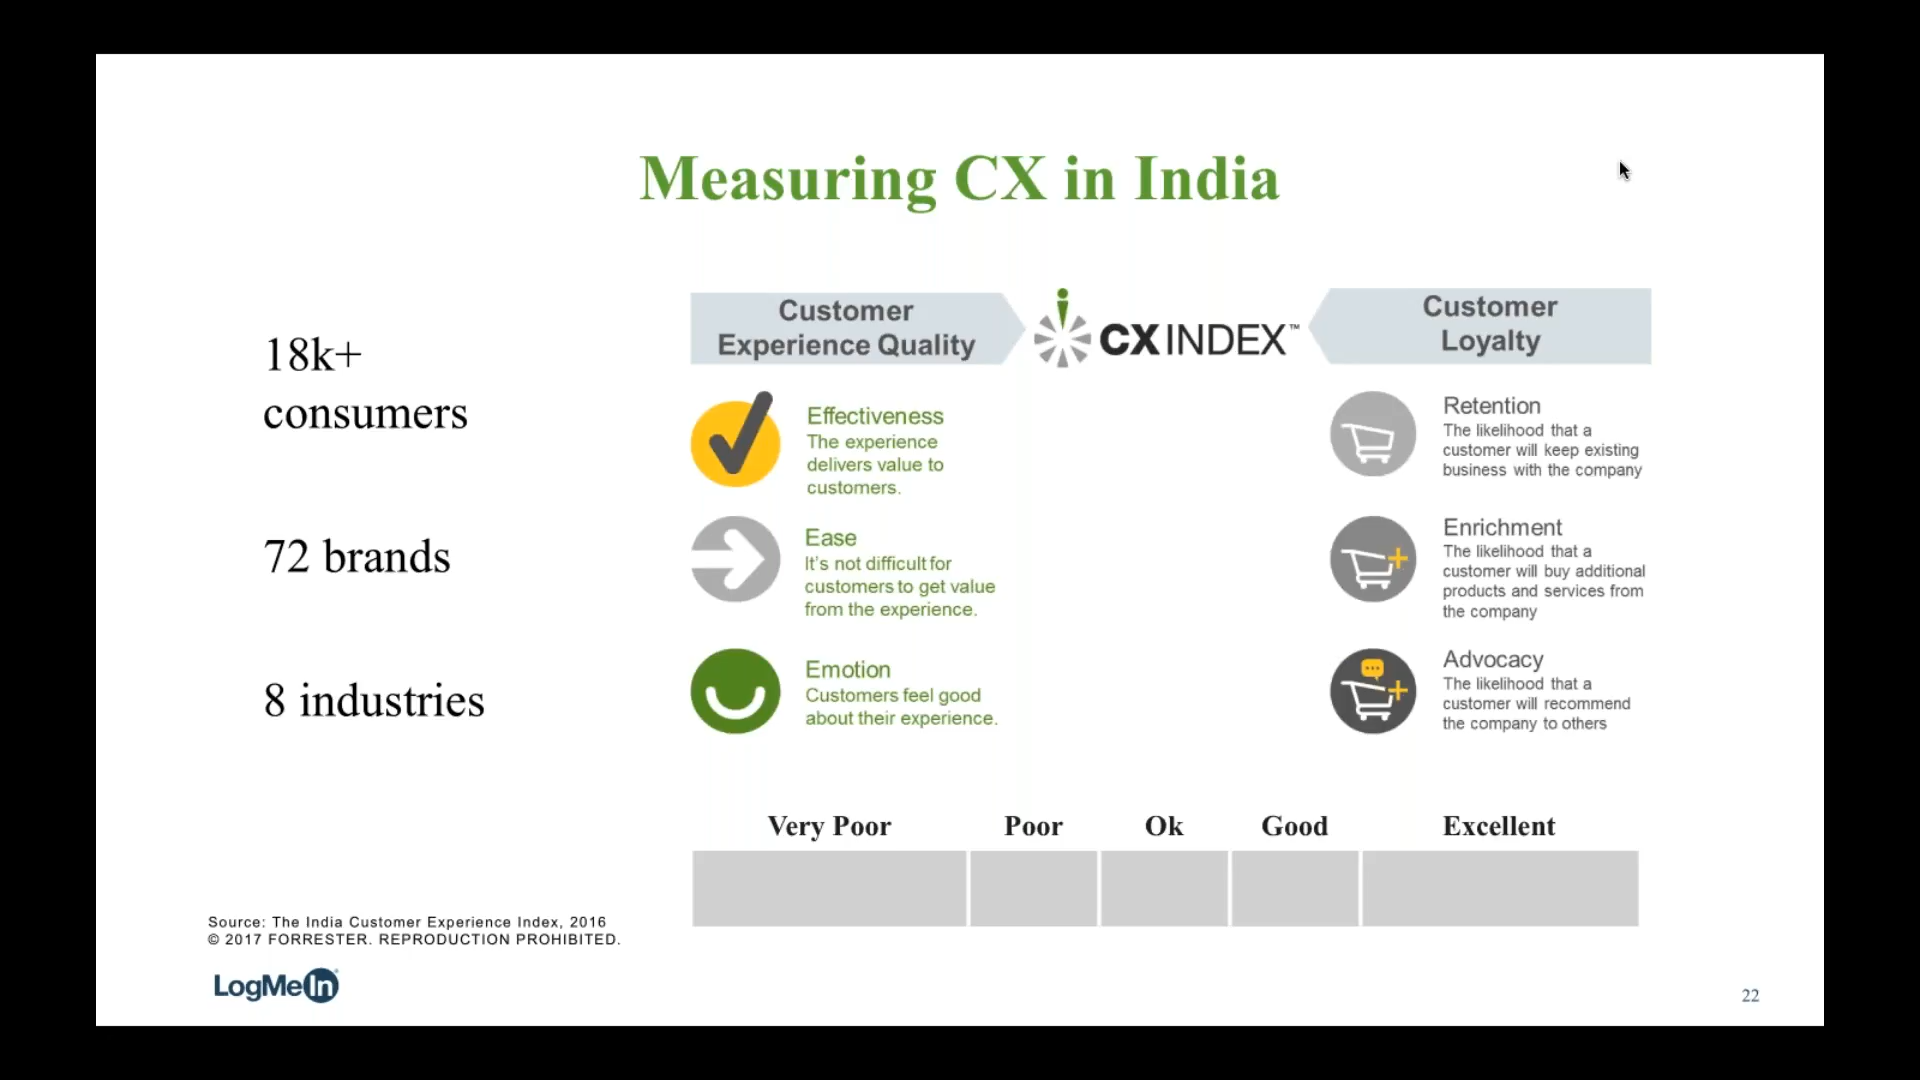 Measuring CX in India
18k+
consumers
72 brands
8 industries
Customer
Experience Quality
CXINDEX™
Customer
Loyalty
Effectiveness
The experience
delivers value to
customers.
Ease
It's not difficult for
customers to get value
from the experience.
Emotion
Customers feel good
about their experience.
Retention
The likelihood that a
customer will keep existing
business with the company
Enrichment
The likelihood that a
customer will buy additional
products and services from
the company
Advocacy
The likelihood that a
customer will recommend
the company to others
Very Poor Poor Ok Good Excellent
Source: The India Customer Experience Index, 2016
© 2017 FORRESTER. REPRODUCTION PROHIBITED.
LogMeIn
22